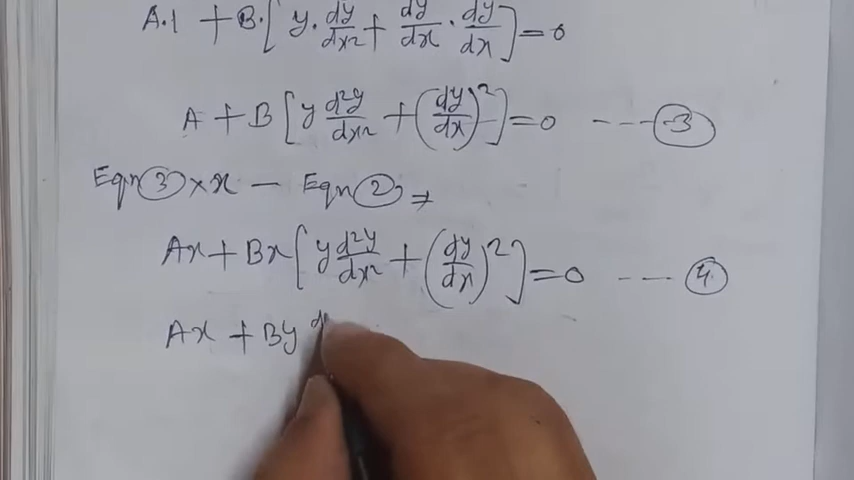 A.1 + B.[y.dy/dx2 + dy/dx . dy/dx] = 0
A + B[y d2y/dx2 + (dy/dx)2] = 0 ---- 3
Eqn 3 × x — Eqn 2 ⇒
Ax + Bx[y d2y/dx2 + (dy/dx)2] = 0 ---- 4
Ax + By d